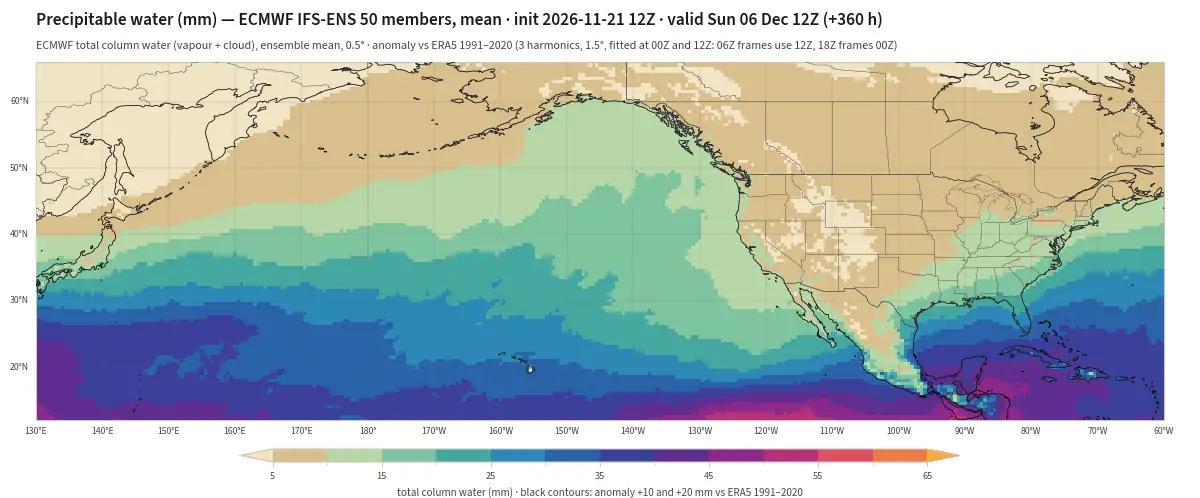 Precipitable water (mm) — ECMWF IFS-ENS 50 members, mean · init 2026-11-21 12Z · valid Sun 06 Dec 12Z (+360 h)
ECMWF total column water (vapour + cloud), ensemble mean, 0.5° · anomaly vs ERA5 1991–2020 (3 harmonics, 1.5°, fitted at 00Z and 12Z: 06Z frames use 12Z, 18Z frames 00Z)
60°N
50°N
40°N
30°N
20°N
130°E 140°E 150°E 160°E 170°E 180° 170°W 160°W 150°W 140°W 130°W 120°W 110°W 100°W 90°W 80°W 70°W 60°W
5 15 25 35 45 55 65
total column water (mm) · black contours: anomaly +10 and +20 mm vs ERA5 1991–2020